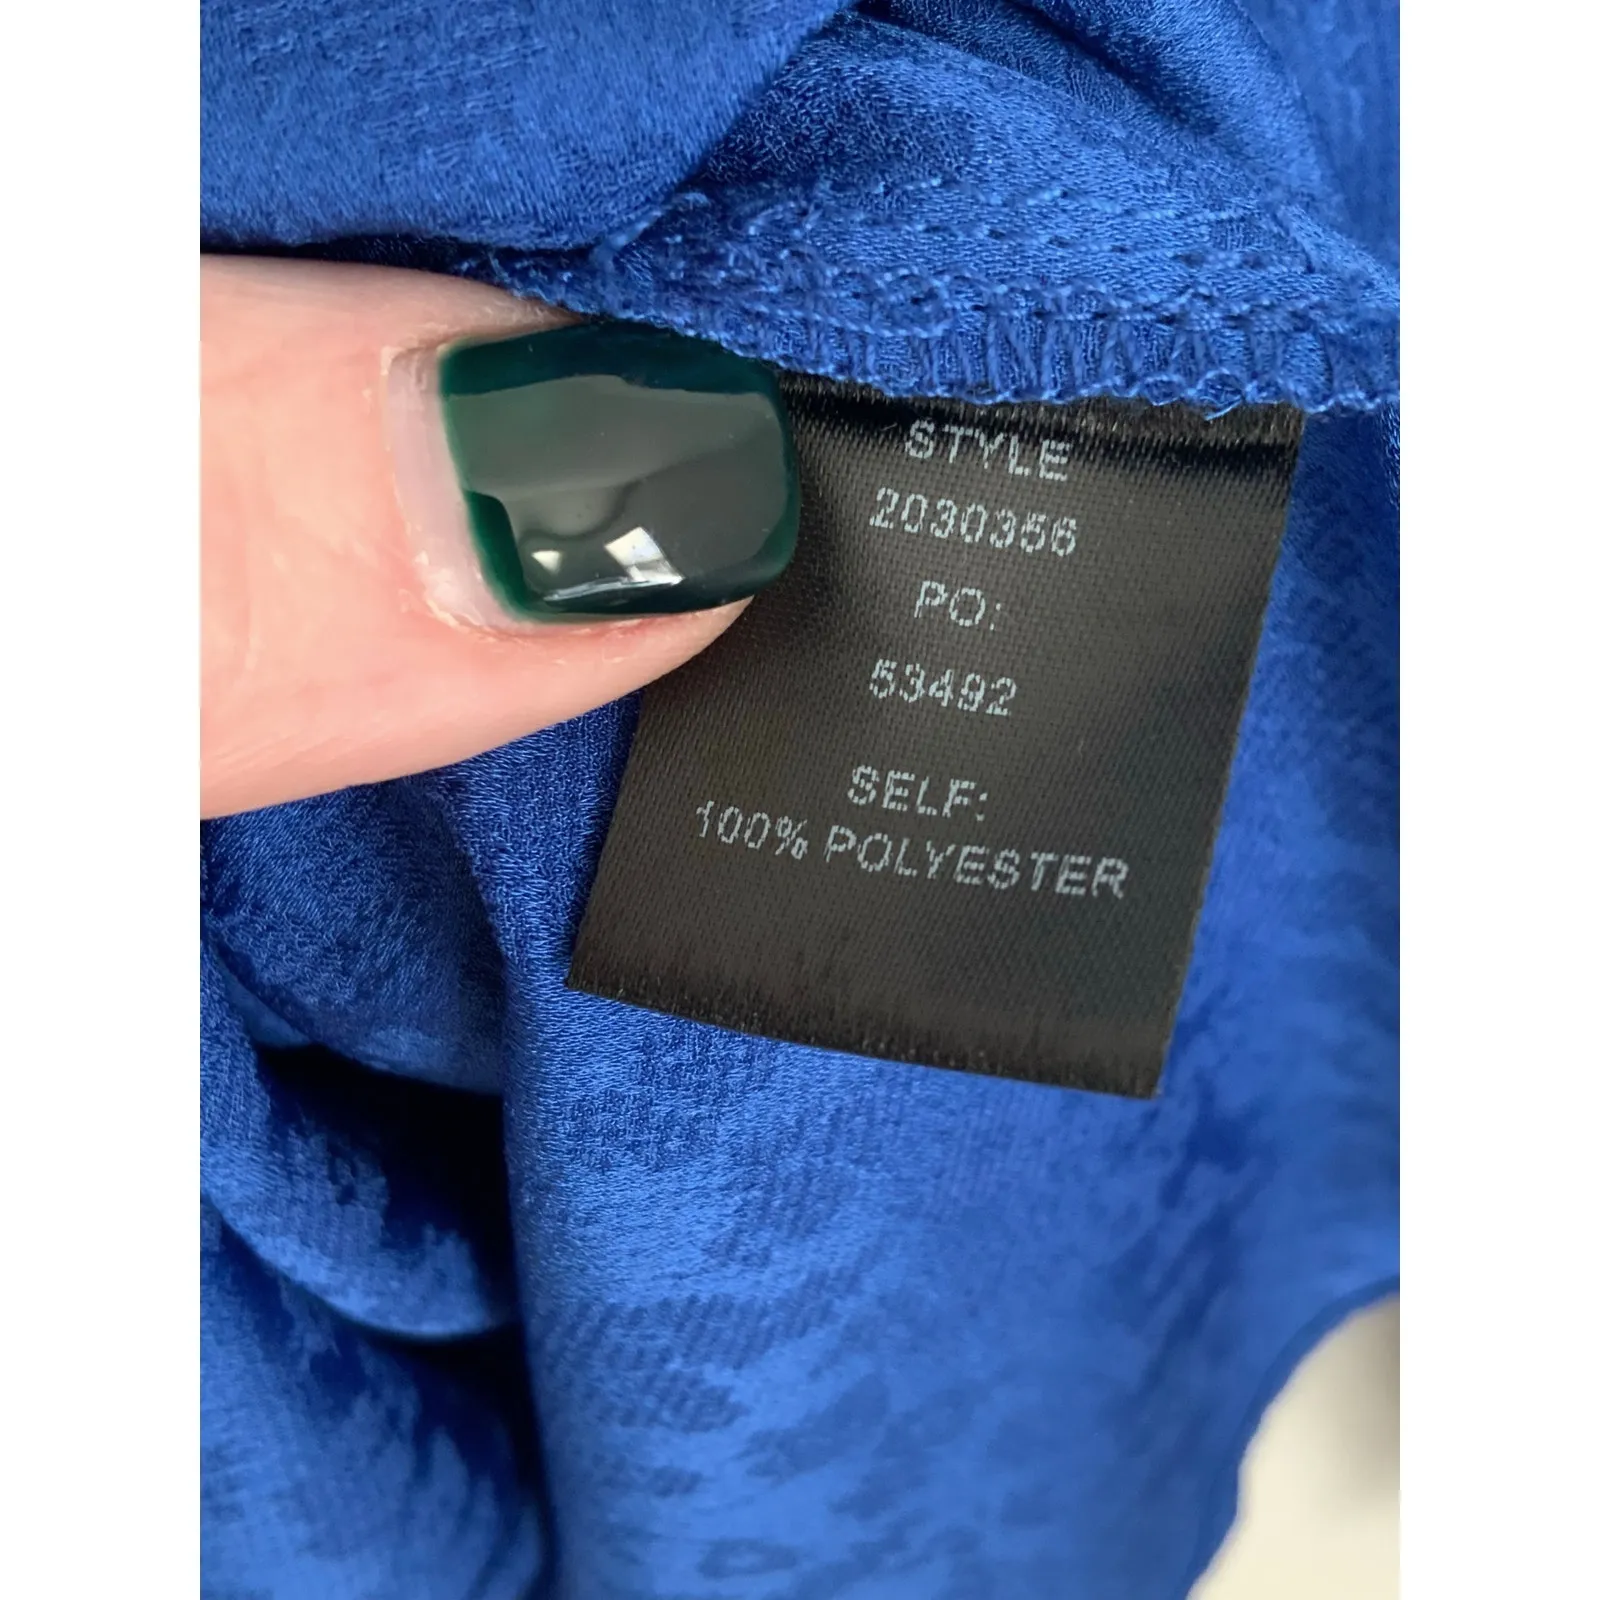 STYLE
2030356
PO:
53492
SELF:
100% POLYESTER